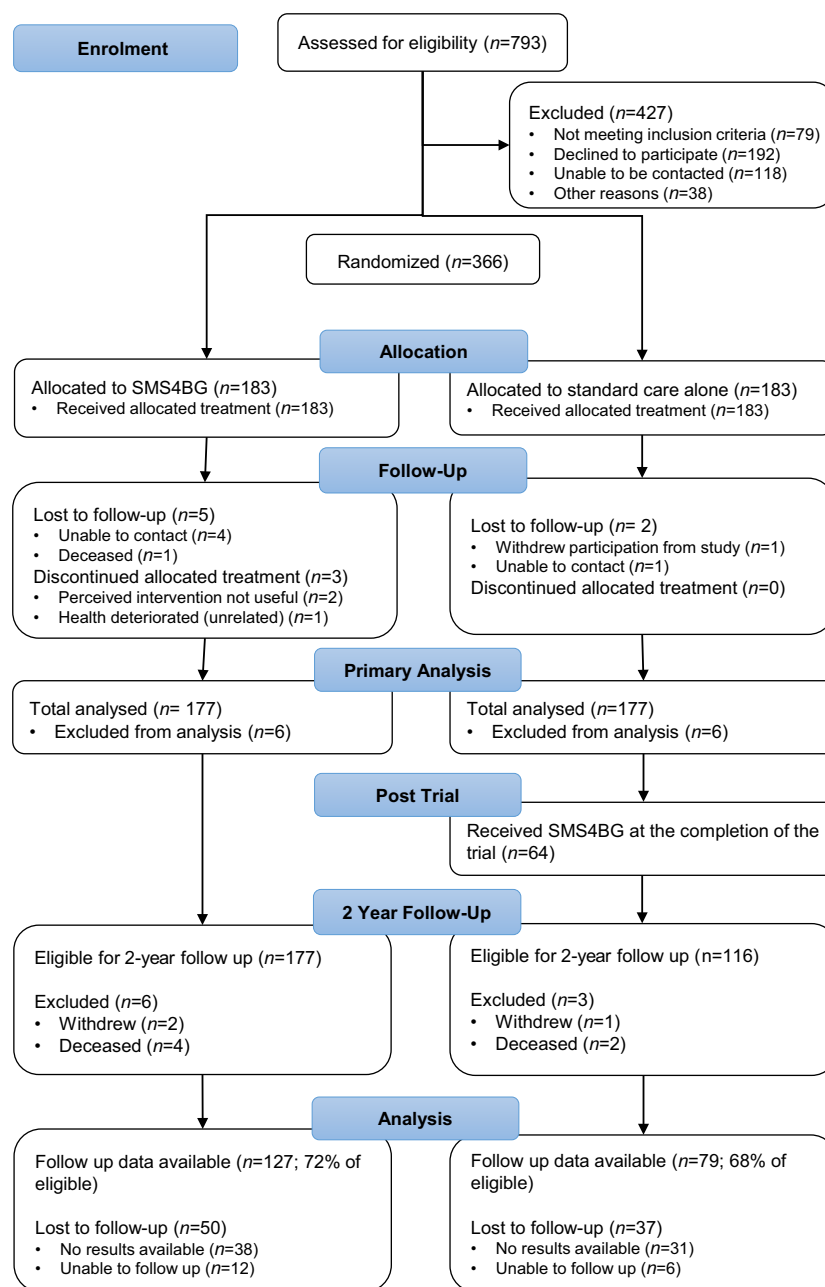 Enrolment
Assessed for eligibility (n=793)
Excluded (n=427)
• Not meeting inclusion criteria (n=79)
• Declined to participate (n=192)
• Unable to be contacted (n=118)
• Other reasons (n=38)
Randomized (n=366)
Allocation
Allocated to SMS4BG (n=183)
• Received allocated treatment (n=183)
Allocated to standard care alone (n=183)
• Received allocated treatment (n=183)
Follow-Up
Lost to follow-up (n=5)
• Unable to contact (n=4)
• Deceased (n=1)
Discontinued allocated treatment (n=3)
• Perceived intervention not useful (n=2)
• Health deteriorated (unrelated) (n=1)
Lost to follow-up (n= 2)
• Withdrew participation from study (n=1)
• Unable to contact (n=1)
Discontinued allocated treatment (n=0)
Primary Analysis
Total analysed (n= 177)
• Excluded from analysis (n=6)
Total analysed (n=177)
• Excluded from analysis (n=6)
Post Trial
Received SMS4BG at the completion of the
trial (n=64)
2 Year Follow-Up
Eligible for 2-year follow up (n=177)
Excluded (n=6)
• Withdrew (n=2)
• Deceased (n=4)
Eligible for 2-year follow up (n=116)
Excluded (n=3)
• Withdrew (n=1)
• Deceased (n=2)
Analysis
Follow up data available (n=127; 72% of
eligible)
Lost to follow-up (n=50)
• No results available (n=38)
• Unable to follow up (n=12)
Follow up data available (n=79; 68% of
eligible)
Lost to follow-up (n=37)
• No results available (n=31)
• Unable to follow up (n=6)